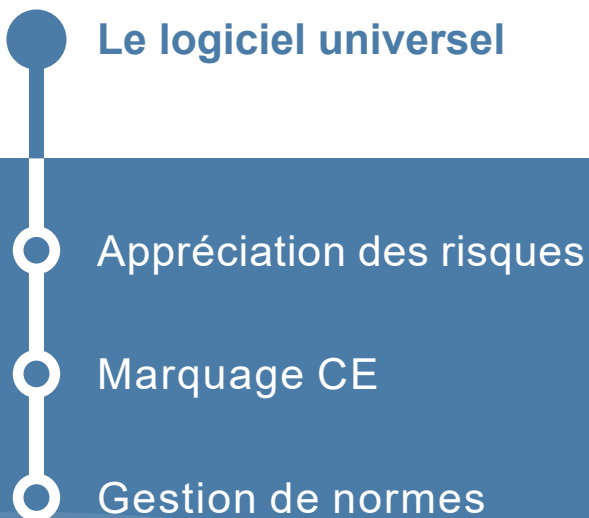 Le logiciel universel
Appréciation des risques
Marquage CE
Gestion de normes